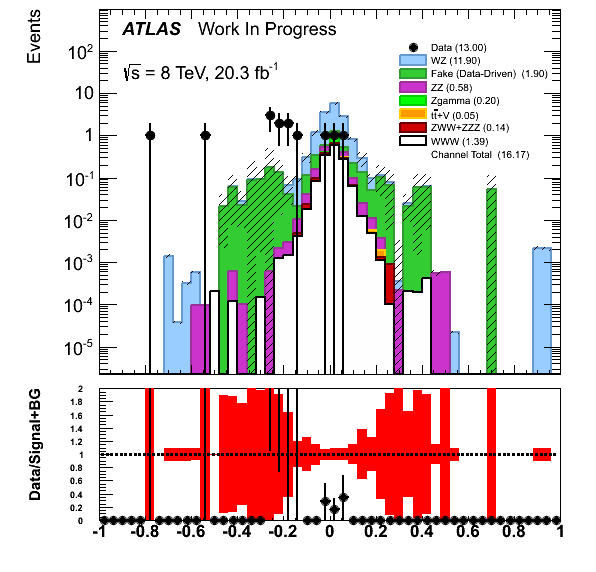 Events
ATLAS Work In Progress
√s = 8 TeV, 20.3 fb⁻¹
Data (13.00)
WZ (11.90)
Fake (Data-Driven) (1.90)
ZZ (0.58)
Zgamma (0.20)
tt̄+V (0.05)
ZWW+ZZZ (0.14)
WWW (1.39)
Channel Total (16.17)
10²
10
1
10⁻¹
10⁻²
10⁻³
10⁻⁴
10⁻⁵
Data/Signal+BG
2
1.8
1.6
1.4
1.2
1
0.8
0.6
0.4
0.2
0
-1 -0.8 -0.6 -0.4 -0.2 0 0.2 0.4 0.6 0.8 1